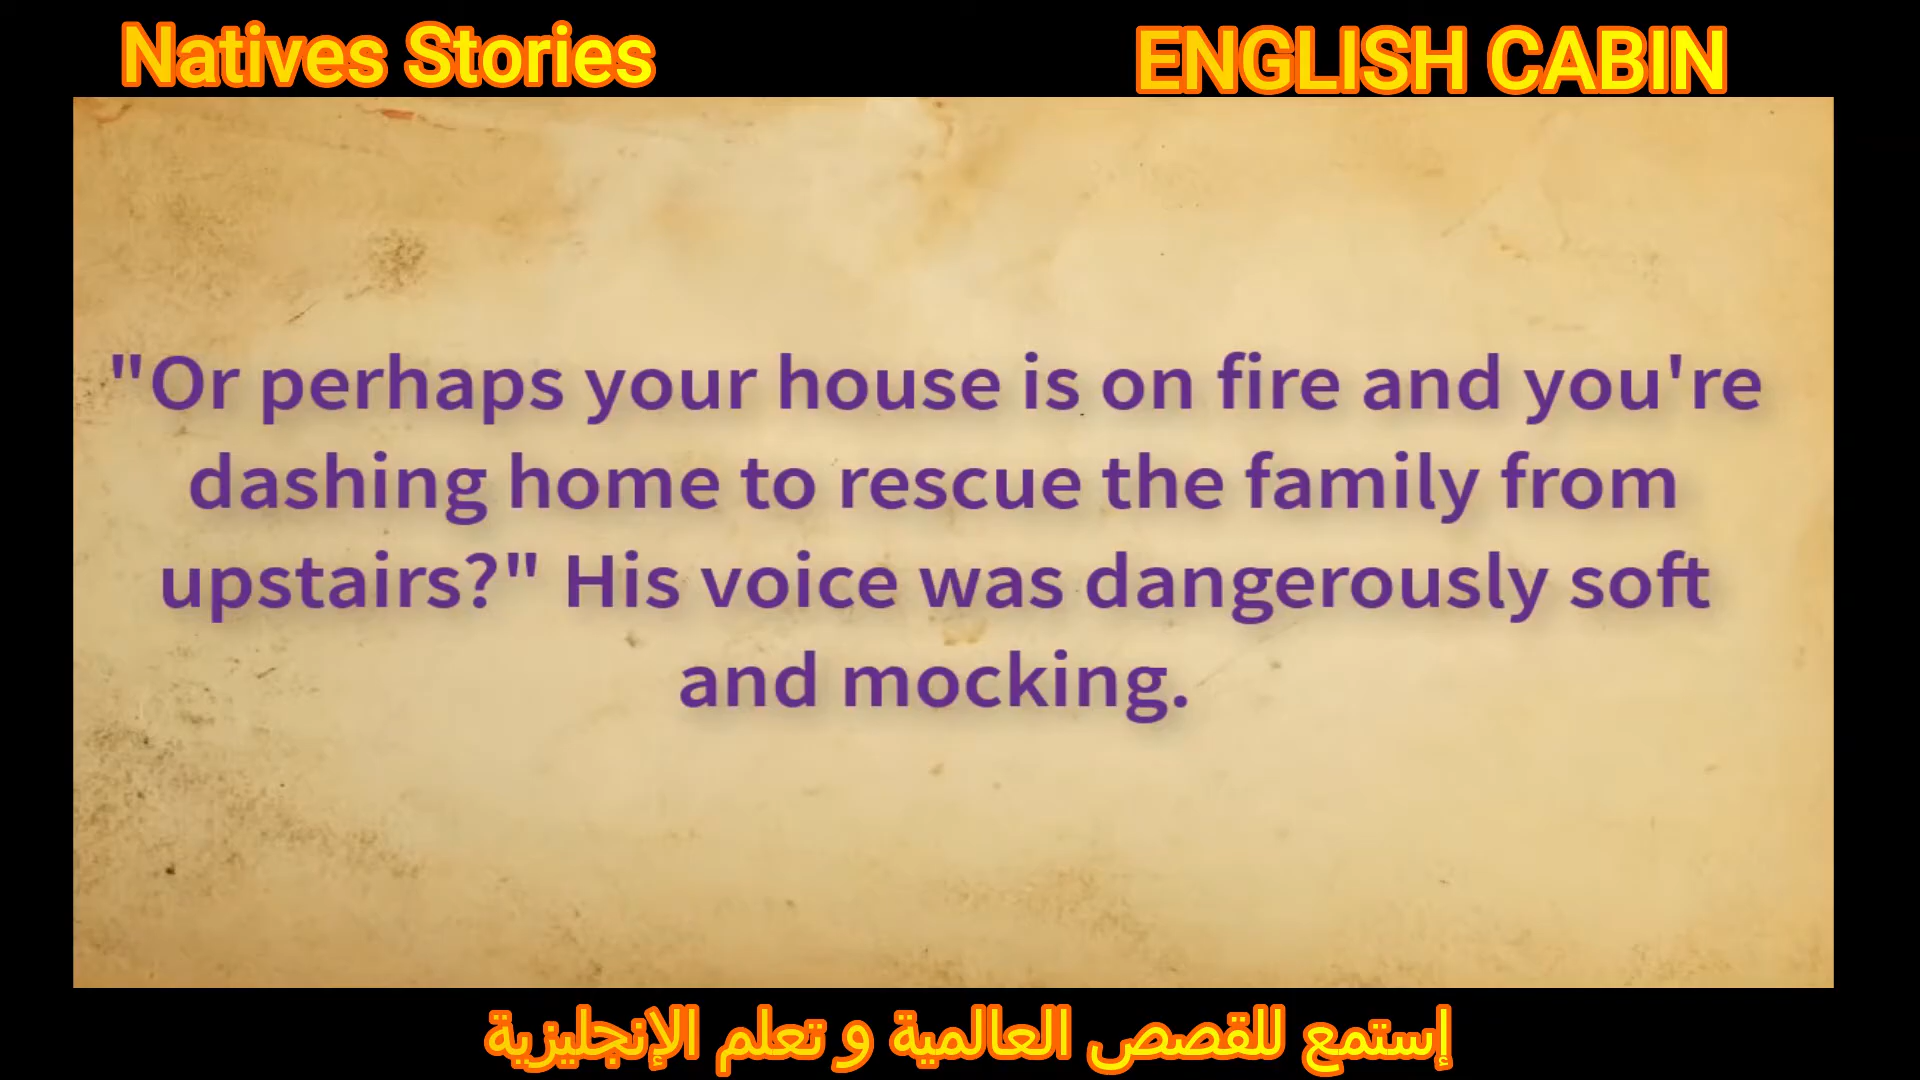 Natives Stories
ENGLISH CABIN
"Or perhaps your house is on fire and you're
dashing home to rescue the family from
upstairs?" His voice was dangerously soft
and mocking.
إستمع للقصص العالمية و تعلم الإنجليزية